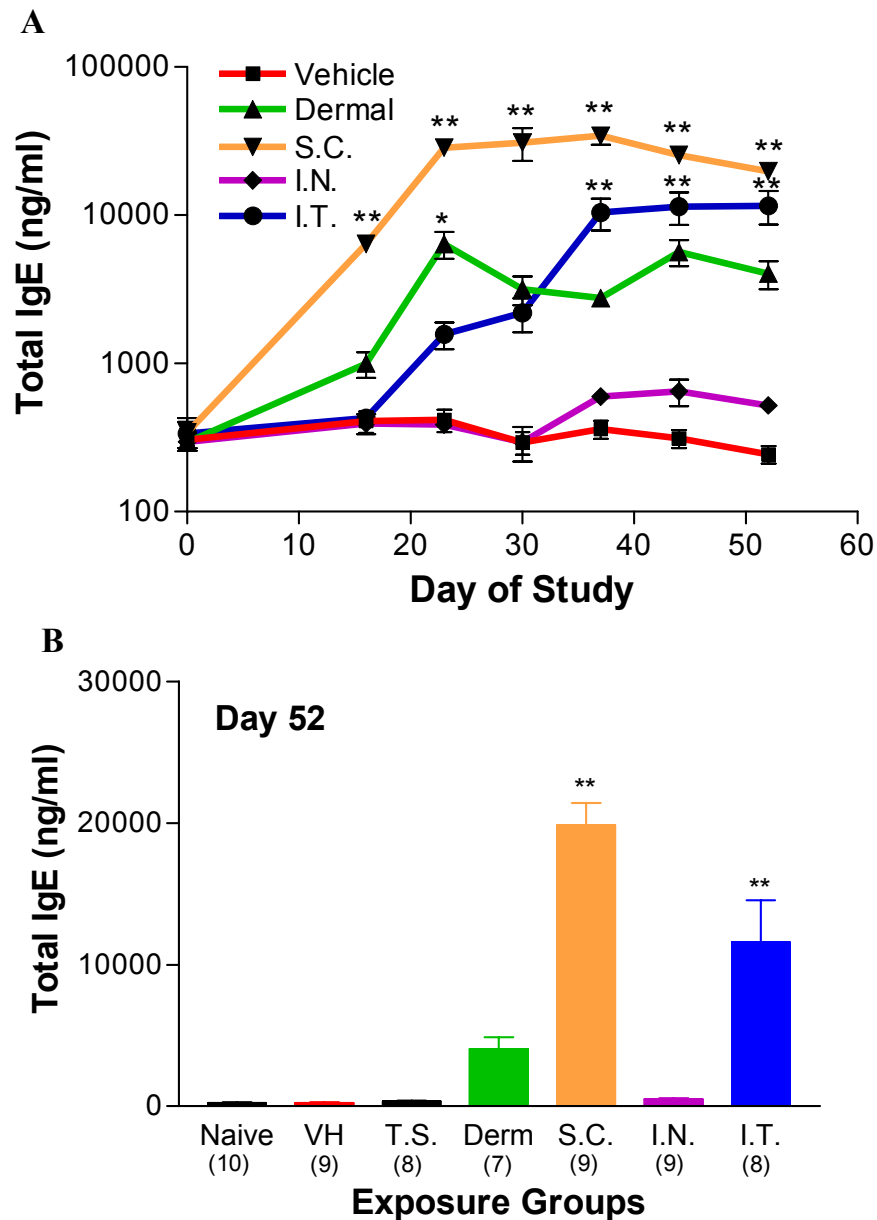 A
Total IgE (ng/ml)
100000
10000
1000
100
Vehicle
Dermal
S.C.
I.N.
I.T.
**
**
**
**
**
**
*
**
**
**
0 10 20 30 40 50 60
Day of Study
B
Total IgE (ng/ml)
30000
20000
10000
0
Day 52
**
**
Naive VH T.S. Derm S.C. I.N. I.T.
(10) (9) (8) (7) (9) (9) (8)
Exposure Groups